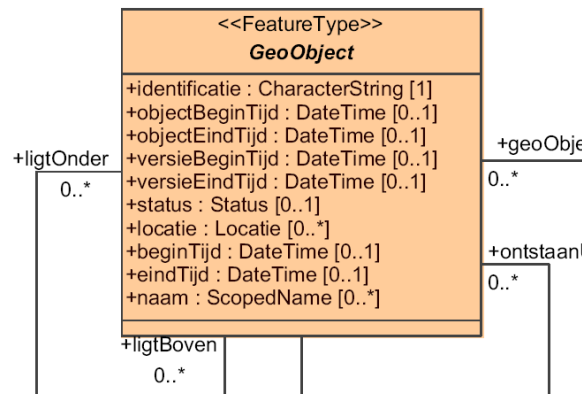 <<FeatureType>>
GeoObject
+identificatie : CharacterString [1]
+objectBeginTijd : DateTime [0..1]
+objectEindTijd : DateTime [0..1]
+versieBeginTijd : DateTime [0..1]
+versieEindTijd : DateTime [0..1]
+status : Status [0..1]
+locatie : Locatie [0..*]
+beginTijd : DateTime [0..1]
+eindTijd : DateTime [0..1]
+naam : ScopedName [0..*]
+ligtOnder
0..*
+geoObje
0..*
+ontstaanU
0..*
+ligtBoven
0..*